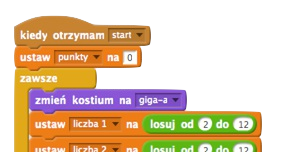 kiedy otrzymam start
ustaw punkty na 0
zawsze
zmień kostium na giga-a
ustaw liczba 1 na losuj od 2 do 12
ustaw liczba 2 na losuj od 2 do 12